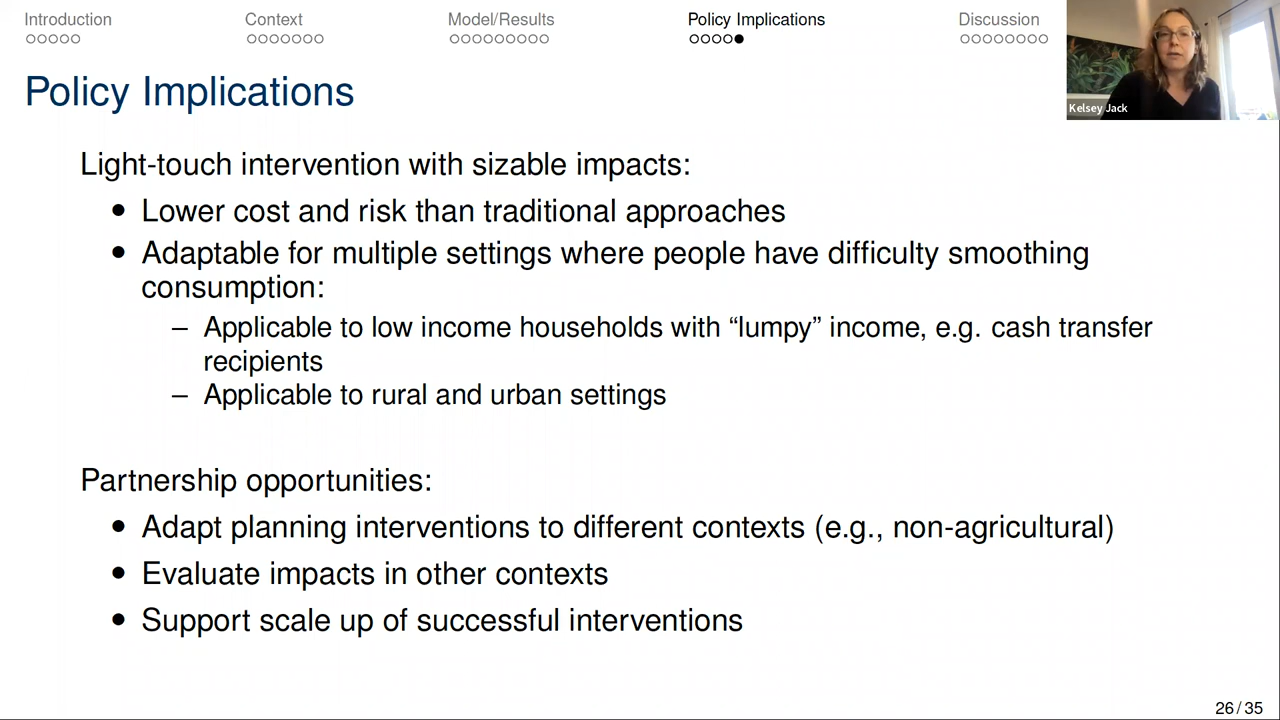 Introduction Context Model/Results Policy Implications Discussion
Kelsey Jack
Policy Implications
Light-touch intervention with sizable impacts:
• Lower cost and risk than traditional approaches
• Adaptable for multiple settings where people have difficulty smoothing
consumption:
– Applicable to low income households with “lumpy” income, e.g. cash transfer
recipients
– Applicable to rural and urban settings
Partnership opportunities:
• Adapt planning interventions to different contexts (e.g., non-agricultural)
• Evaluate impacts in other contexts
• Support scale up of successful interventions
26 / 35